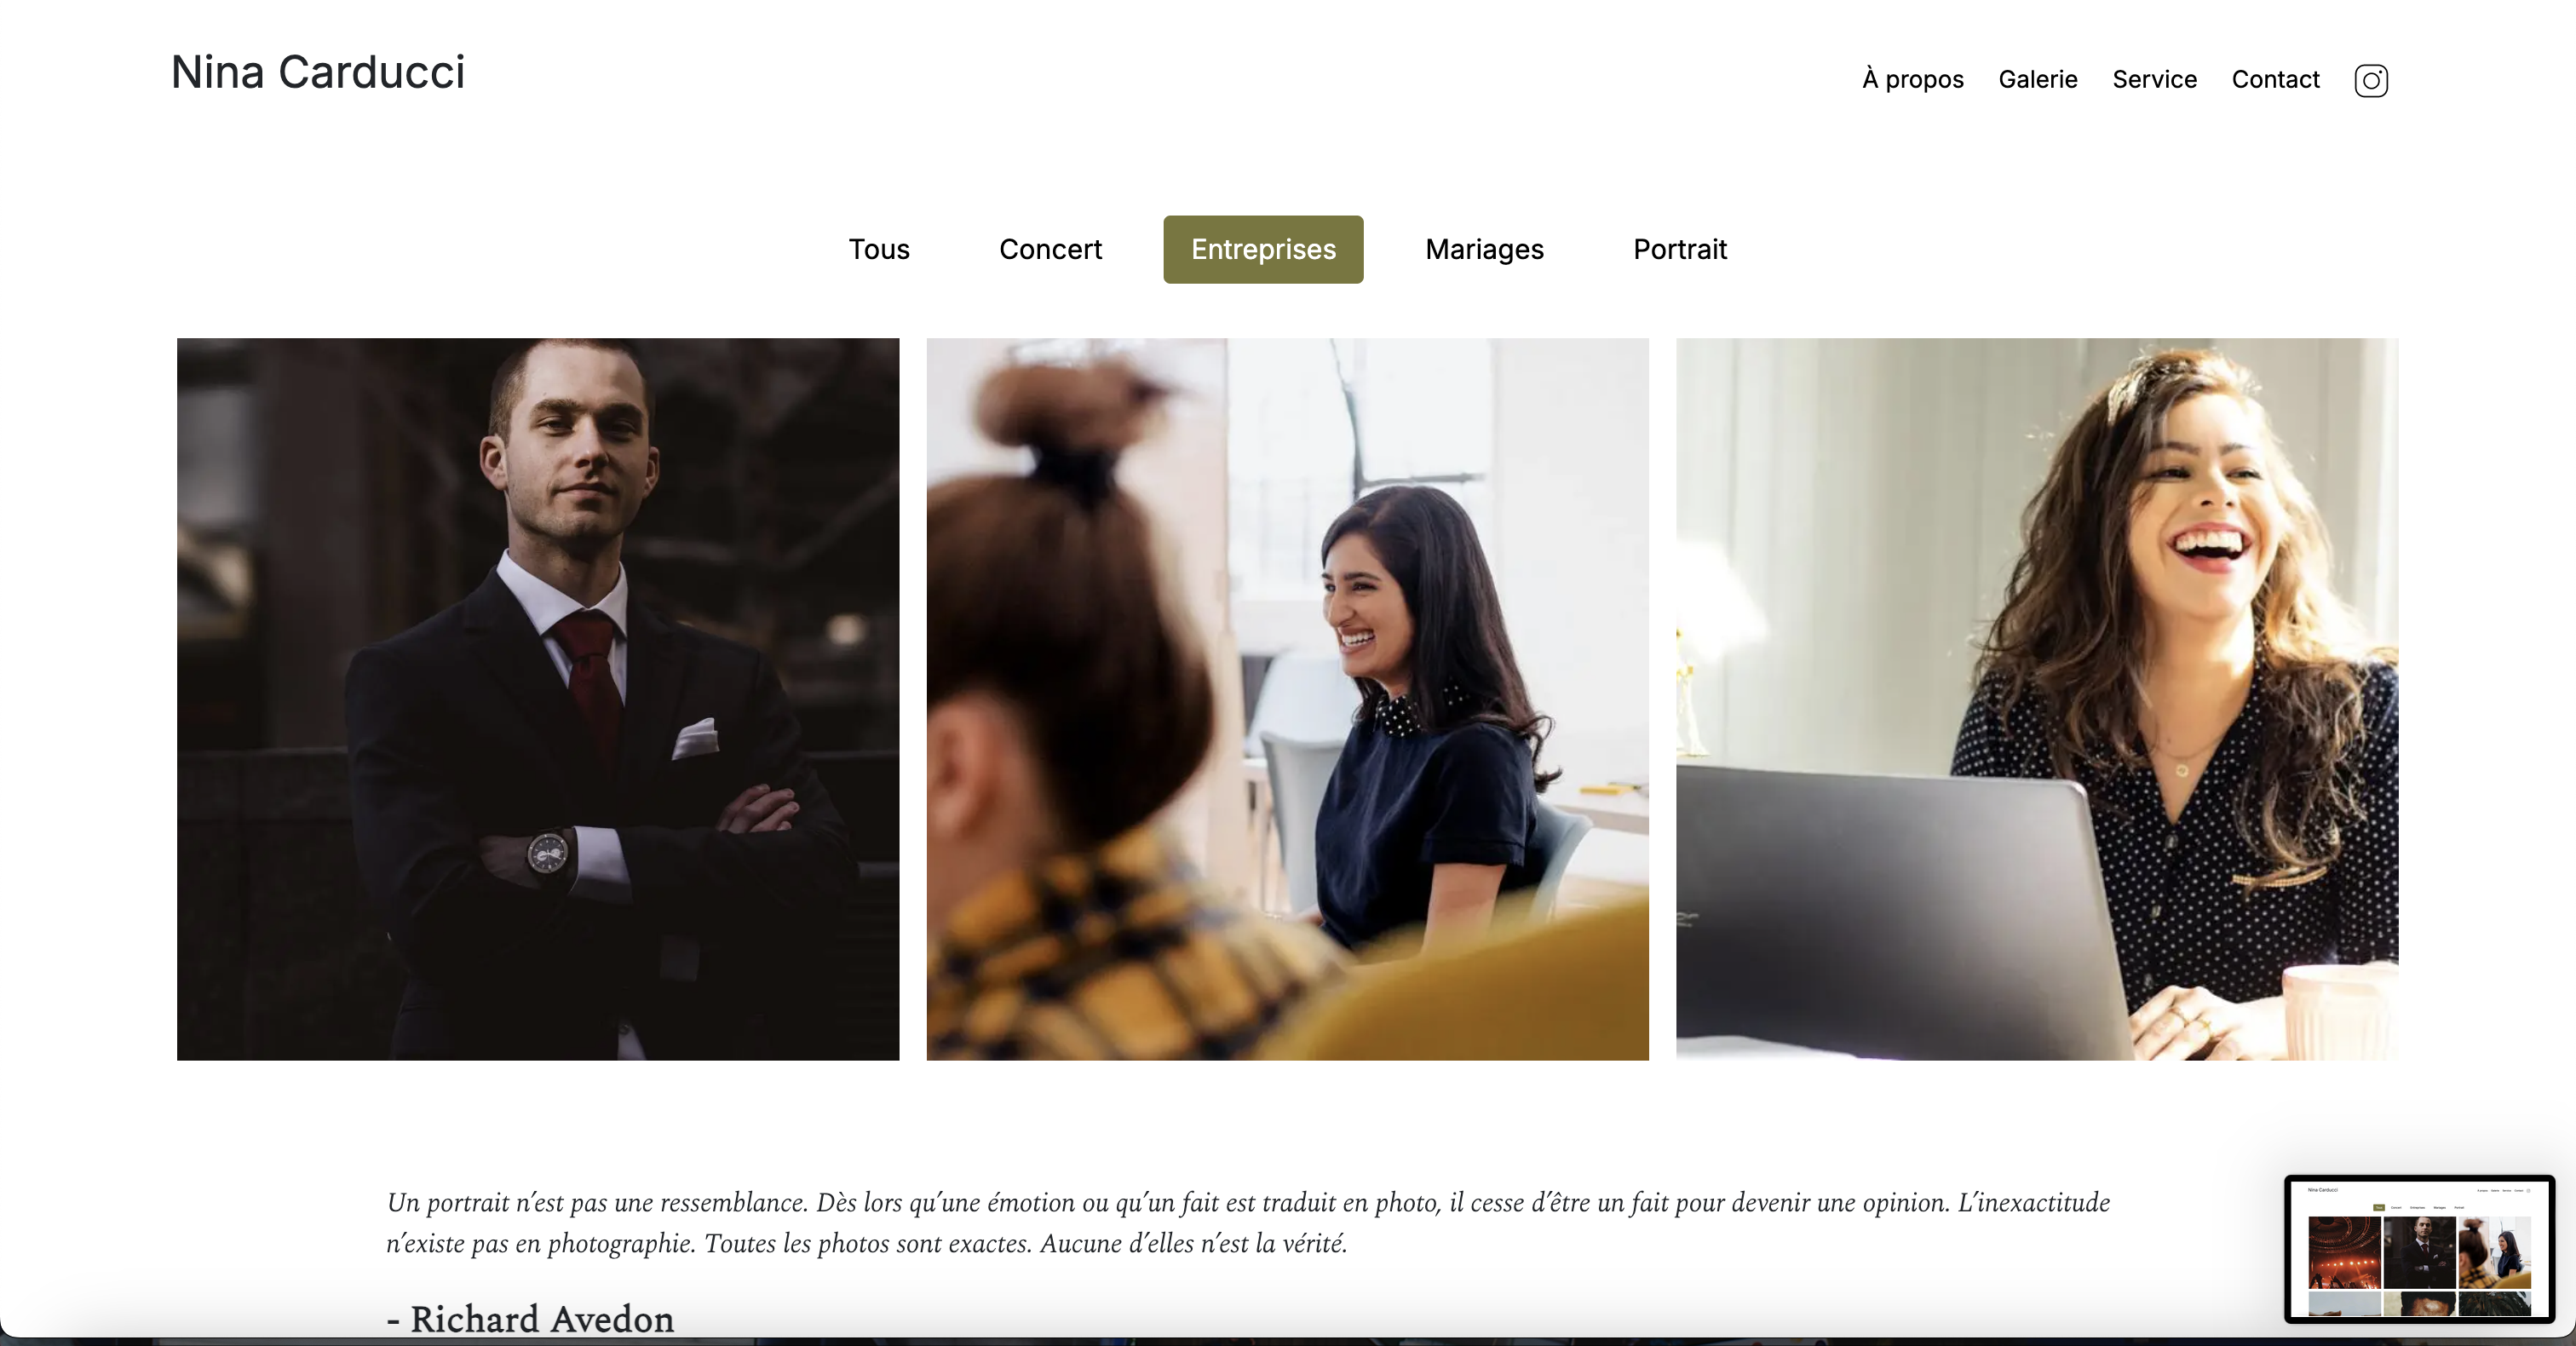 Nina Carducci
À propos Galerie Service Contact
Tous Concert Entreprises Mariages Portrait
Un portrait n’est pas une ressemblance. Dès lors qu’une émotion ou qu’un fait est traduit en photo, il cesse d’être un fait pour devenir une opinion. L’inexactitude
n’existe pas en photographie. Toutes les photos sont exactes. Aucune d’elles n’est la vérité.
- Richard Avedon
Nina Carducci